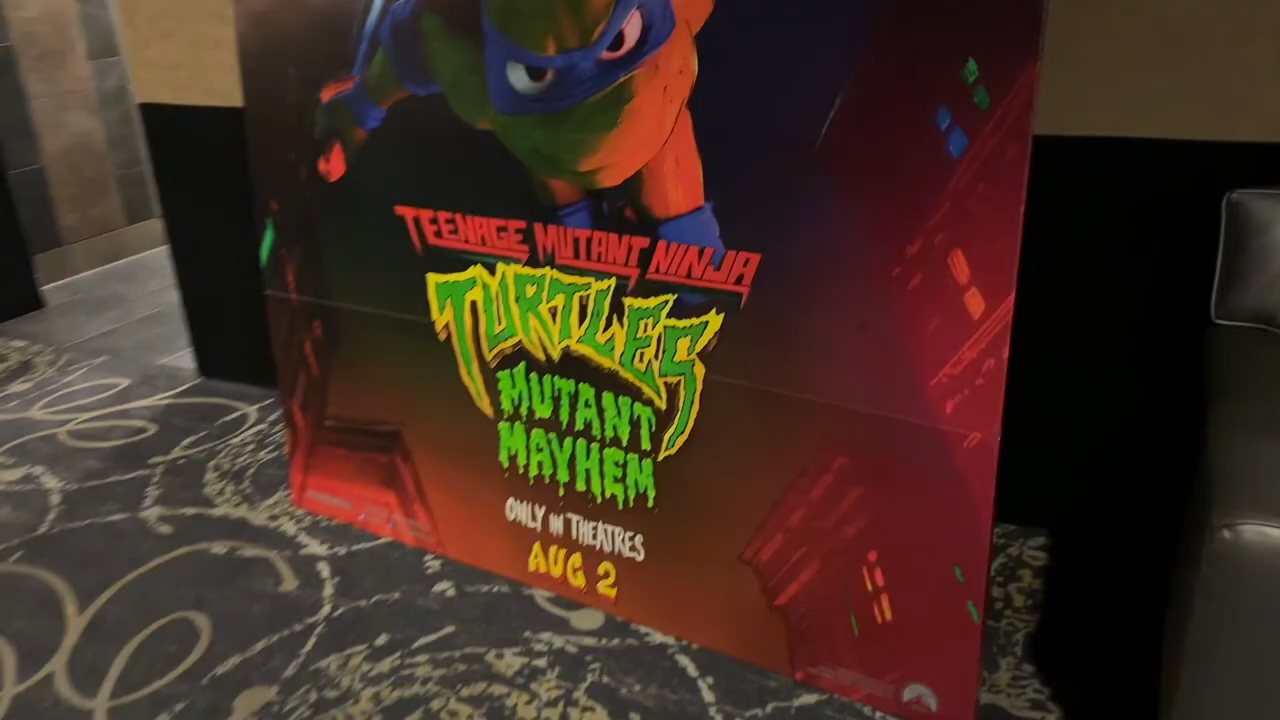 TEENAGE MUTANT NINJA
TURTLES
MUTANT
MAYHEM
ONLY IN THEATRES
AUG 2